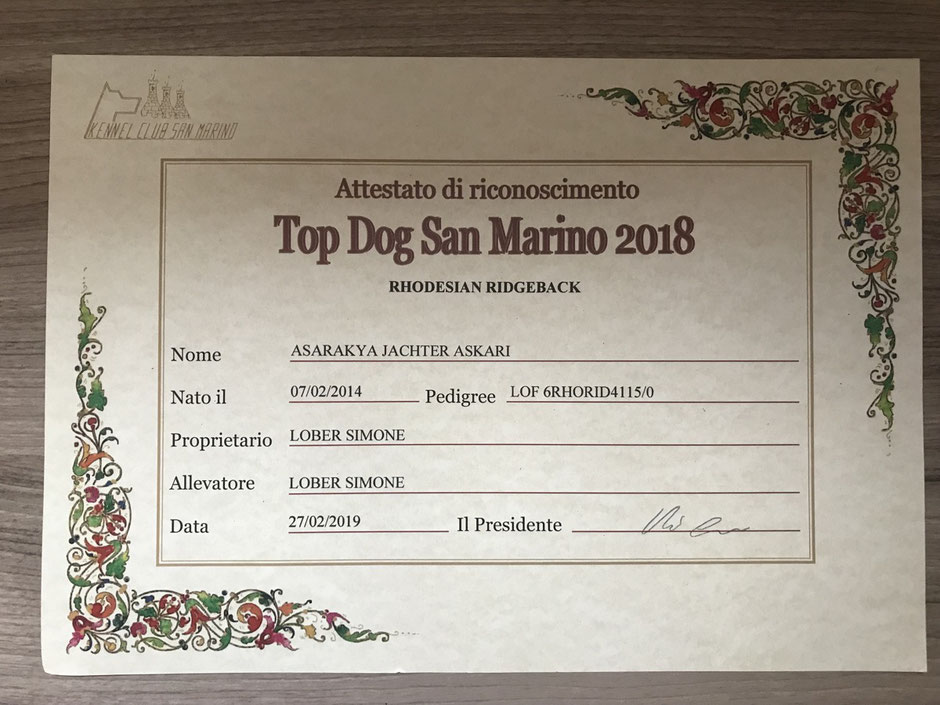 KENNEL CLUB SAN MARINO
Attestato di riconoscimento
Top Dog San Marino 2018
RHODESIAN RIDGEBACK
Nome ASARAKYA JACHTER ASKARI
Nato il 07/02/2014 Pedigree LOF 6RHORID4115/0
Proprietario LOBER SIMONE
Allevatore LOBER SIMONE
Data 27/02/2019 Il Presidente